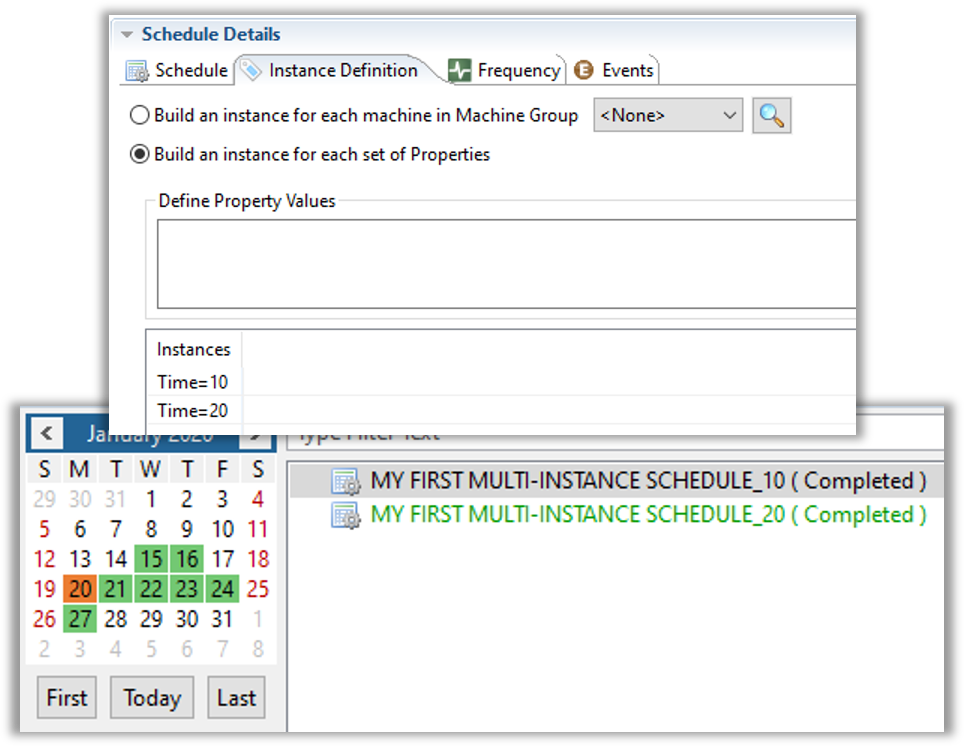 Schedule Details
Schedule Instance Definition Frequency E Events
Build an instance for each machine in Machine Group <None>
Build an instance for each set of Properties
Define Property Values
Instances
Time=10
Time=20
January 2020
Type Filter Text
S M T W T F S
29 30 31 1 2 3 4
5 6 7 8 9 10 11
12 13 14 15 16 17 18
19 20 21 22 23 24 25
26 27 28 29 30 31 1
2 3 4 5 6 7 8
First Today Last
MY FIRST MULTI-INSTANCE SCHEDULE_10 ( Completed )
MY FIRST MULTI-INSTANCE SCHEDULE_20 ( Completed )